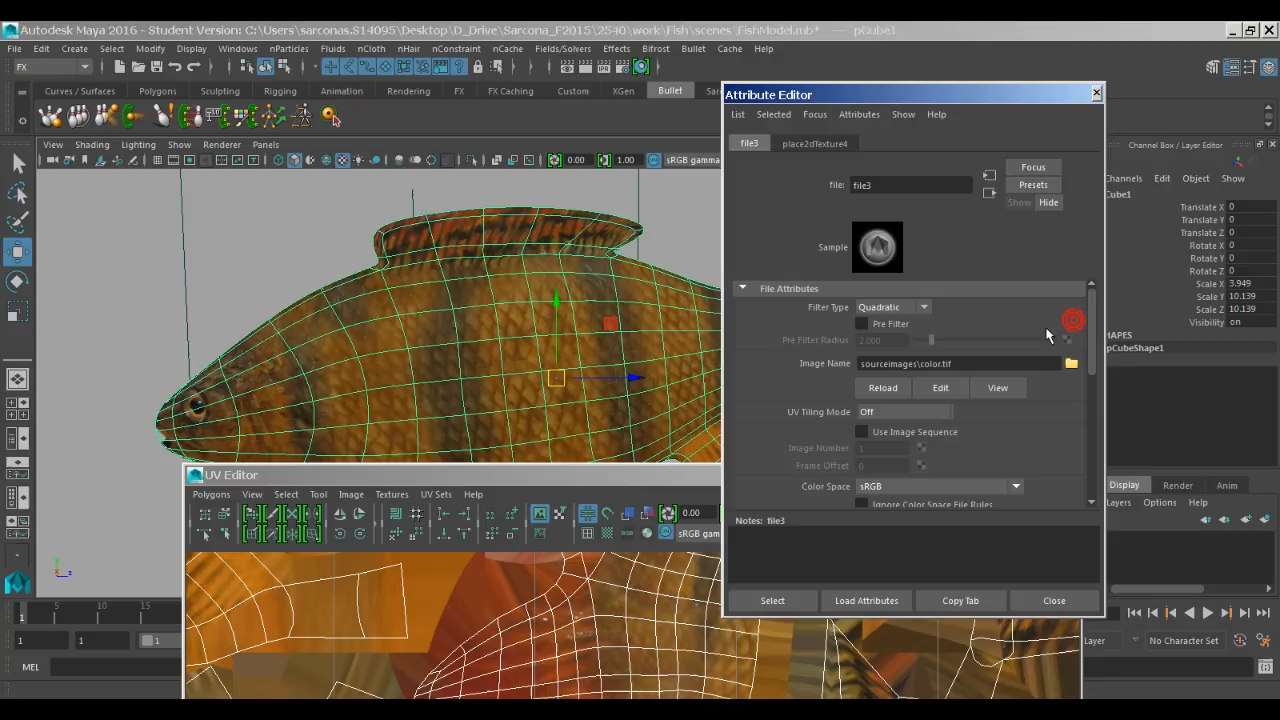 Autodesk Maya 2016 - Student Version: C:\Users\sarconas.S14095\Desktop\D_Drive\Sarcona_F2015\2540\work\Fish\scenes\FishModel.mb* --- pCube1
File Edit Create Select Modify Display Windows nParticles Fluids nCloth nHair nConstraint nCache Fields/Solvers Effects Bifrost Bullet Cache Help
FX
Curves / Surfaces Polygons Sculpting Rigging Animation Rendering FX FX Caching Custom XGen Bullet Sar
View Shading Lighting Show Renderer Panels
0.00 1.00 sRGB gamma
Attribute Editor
List Selected Focus Attributes Show Help
file3 place2dTexture4
file: file3
Focus
Presets
Show Hide
Sample
File Attributes
Filter Type Quadratic
Pre Filter
Pre Filter Radius 2.000
Image Name sourceimages\color.tif
Reload Edit View
UV Tiling Mode Off
Use Image Sequence
Image Number 1
Frame Offset 0
Color Space sRGB
Ignore Color Space File Rules
Notes: file3
Select Load Attributes Copy Tab Close
Channel Box / Layer Editor
Channels Edit Object Show
Cube1
Translate X 0
Translate Y 0
Translate Z 0
Rotate X 0
Rotate Y 0
Rotate Z 0
Scale X 3.949
Scale Y 10.139
Scale Z 10.139
Visibility on
HAPES
pCubeShape1
Display Render Anim
ayers Options Help
UV Editor
Polygons View Select Tool Image Textures UV Sets Help
0.00
sRGB gam
y
z
1 5 10 15
1 1 1
Layer No Character Set
MEL